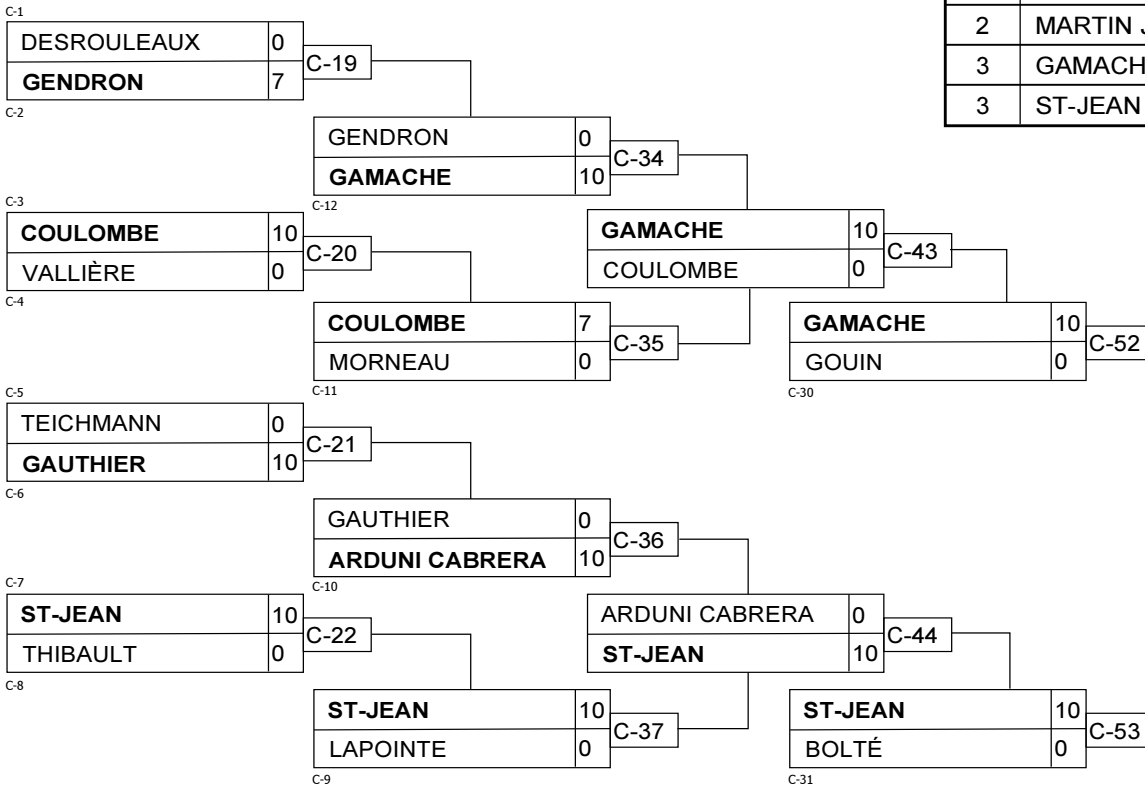 C-1
DESROULEAUX 0
GENDRON 7
C-19
C-2
2 MARTIN J
3 GAMACH
3 ST-JEAN
GENDRON 0
GAMACHE 10
C-34
C-12
C-3
COULOMBE 10
VALLIÈRE 0
C-20
C-4
GAMACHE 10
COULOMBE 0
C-43
COULOMBE 7
MORNEAU 0
C-35
C-11
GAMACHE 10
GOUIN 0
C-52
C-30
C-5
TEICHMANN 0
GAUTHIER 10
C-21
C-6
GAUTHIER 0
ARDUNI CABRERA 10
C-36
C-10
C-7
ST-JEAN 10
THIBAULT 0
C-22
C-8
ARDUNI CABRERA 0
ST-JEAN 10
C-44
ST-JEAN 10
LAPOINTE 0
C-37
C-9
ST-JEAN 10
BOLTÉ 0
C-53
C-31